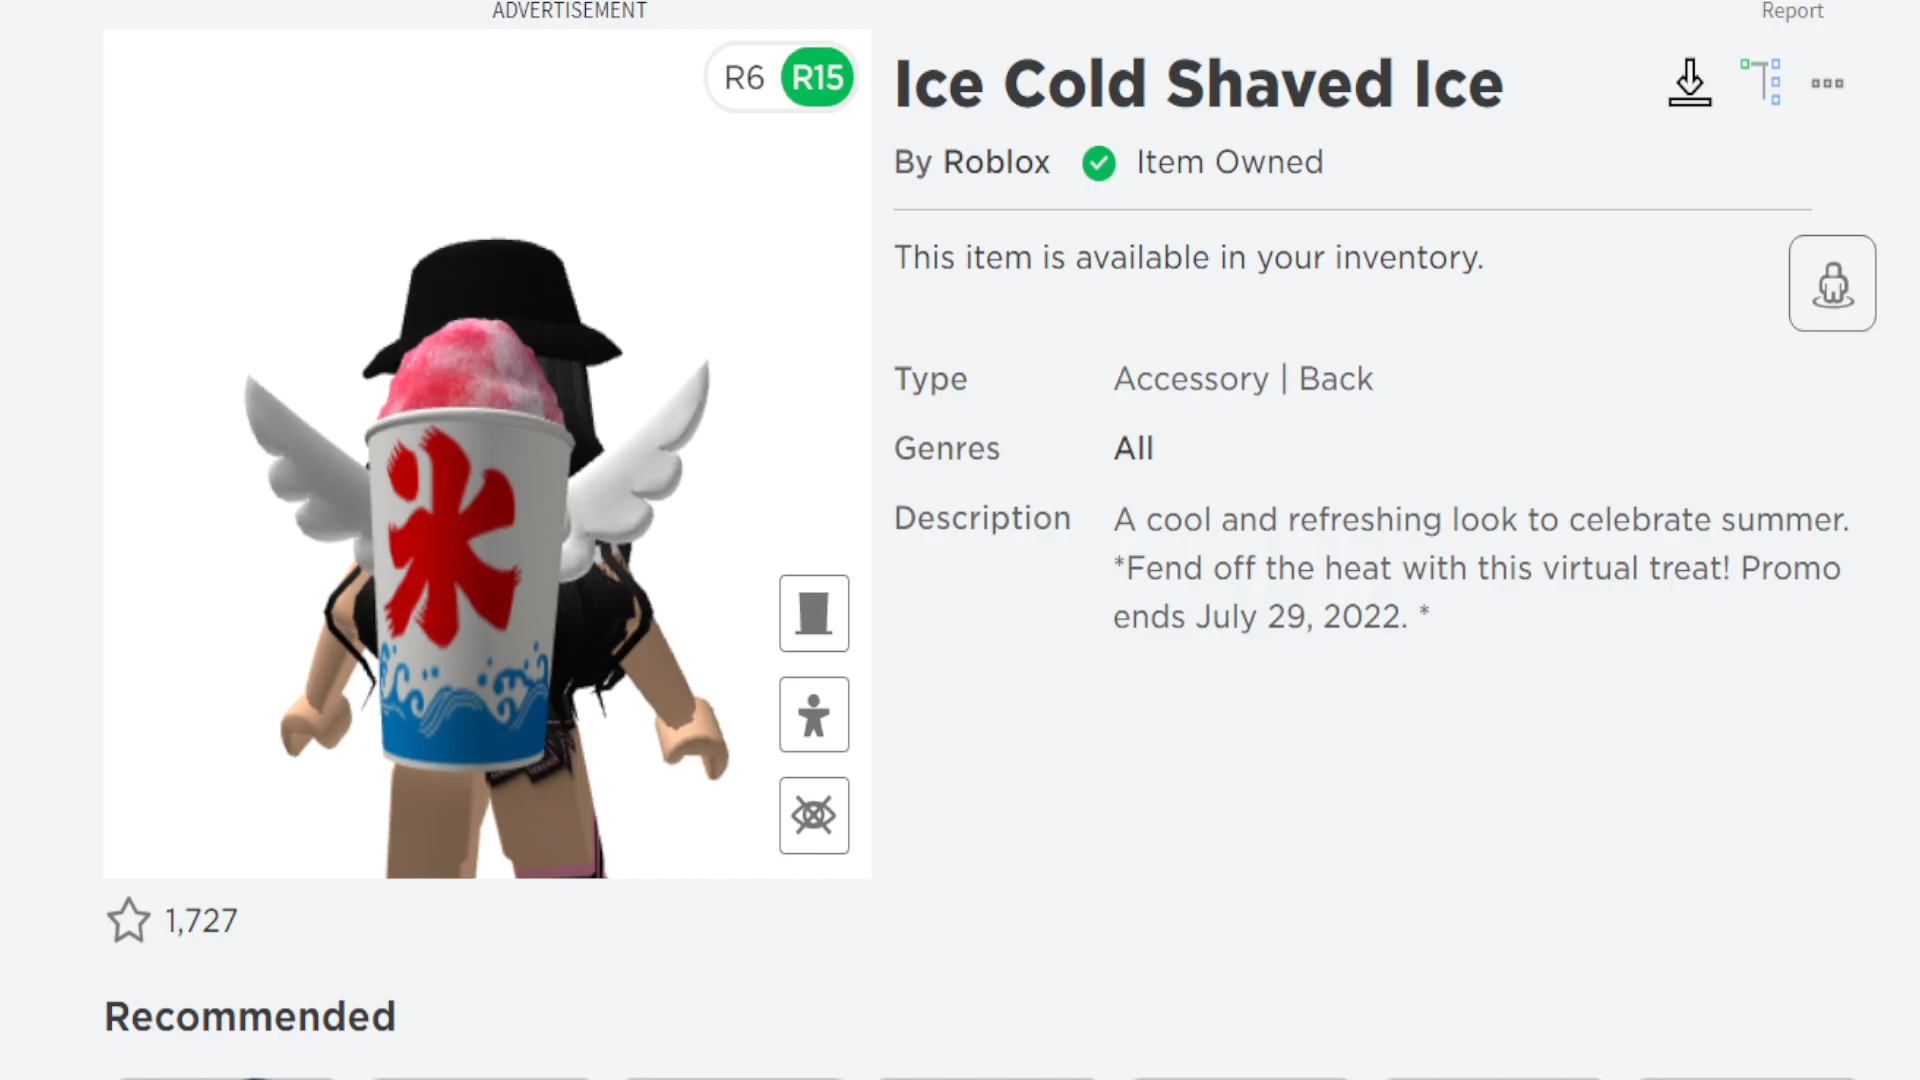 ADVERTISEMENT
Report
R6 R15
氷
1,727
Ice Cold Shaved Ice
By Roblox Item Owned
This item is available in your inventory.
Type Accessory | Back
Genres All
Description A cool and refreshing look to celebrate summer.
*Fend off the heat with this virtual treat! Promo
ends July 29, 2022. *
Recommended